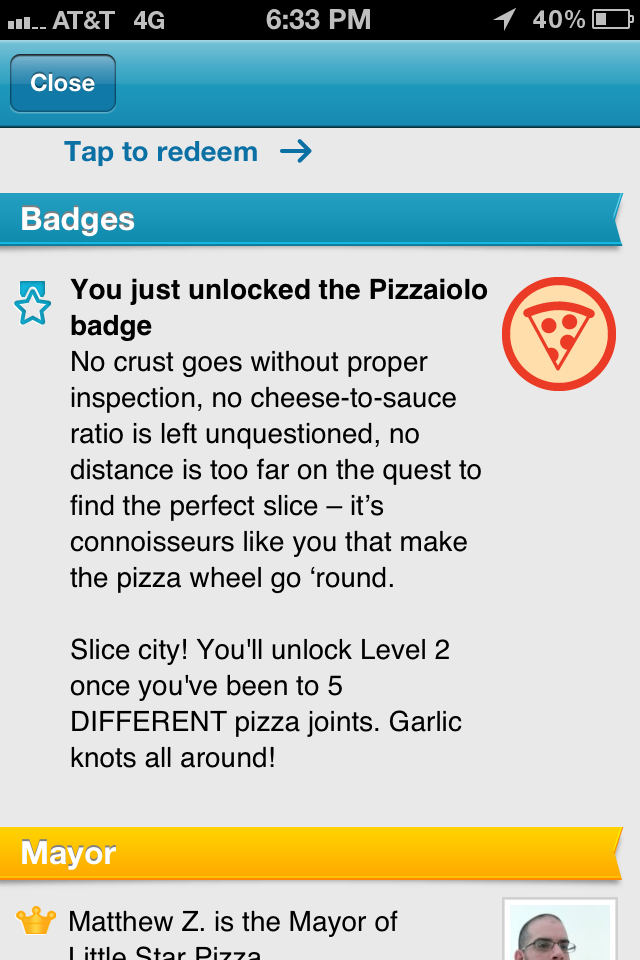 AT&T 4G 6:33 PM 40%
Close
Tap to redeem
Badges
You just unlocked the Pizzaiolo
badge
No crust goes without proper
inspection, no cheese-to-sauce
ratio is left unquestioned, no
distance is too far on the quest to
find the perfect slice – it’s
connoisseurs like you that make
the pizza wheel go ‘round.
Slice city! You'll unlock Level 2
once you've been to 5
DIFFERENT pizza joints. Garlic
knots all around!
Mayor
Matthew Z. is the Mayor of
Little Star Pizza